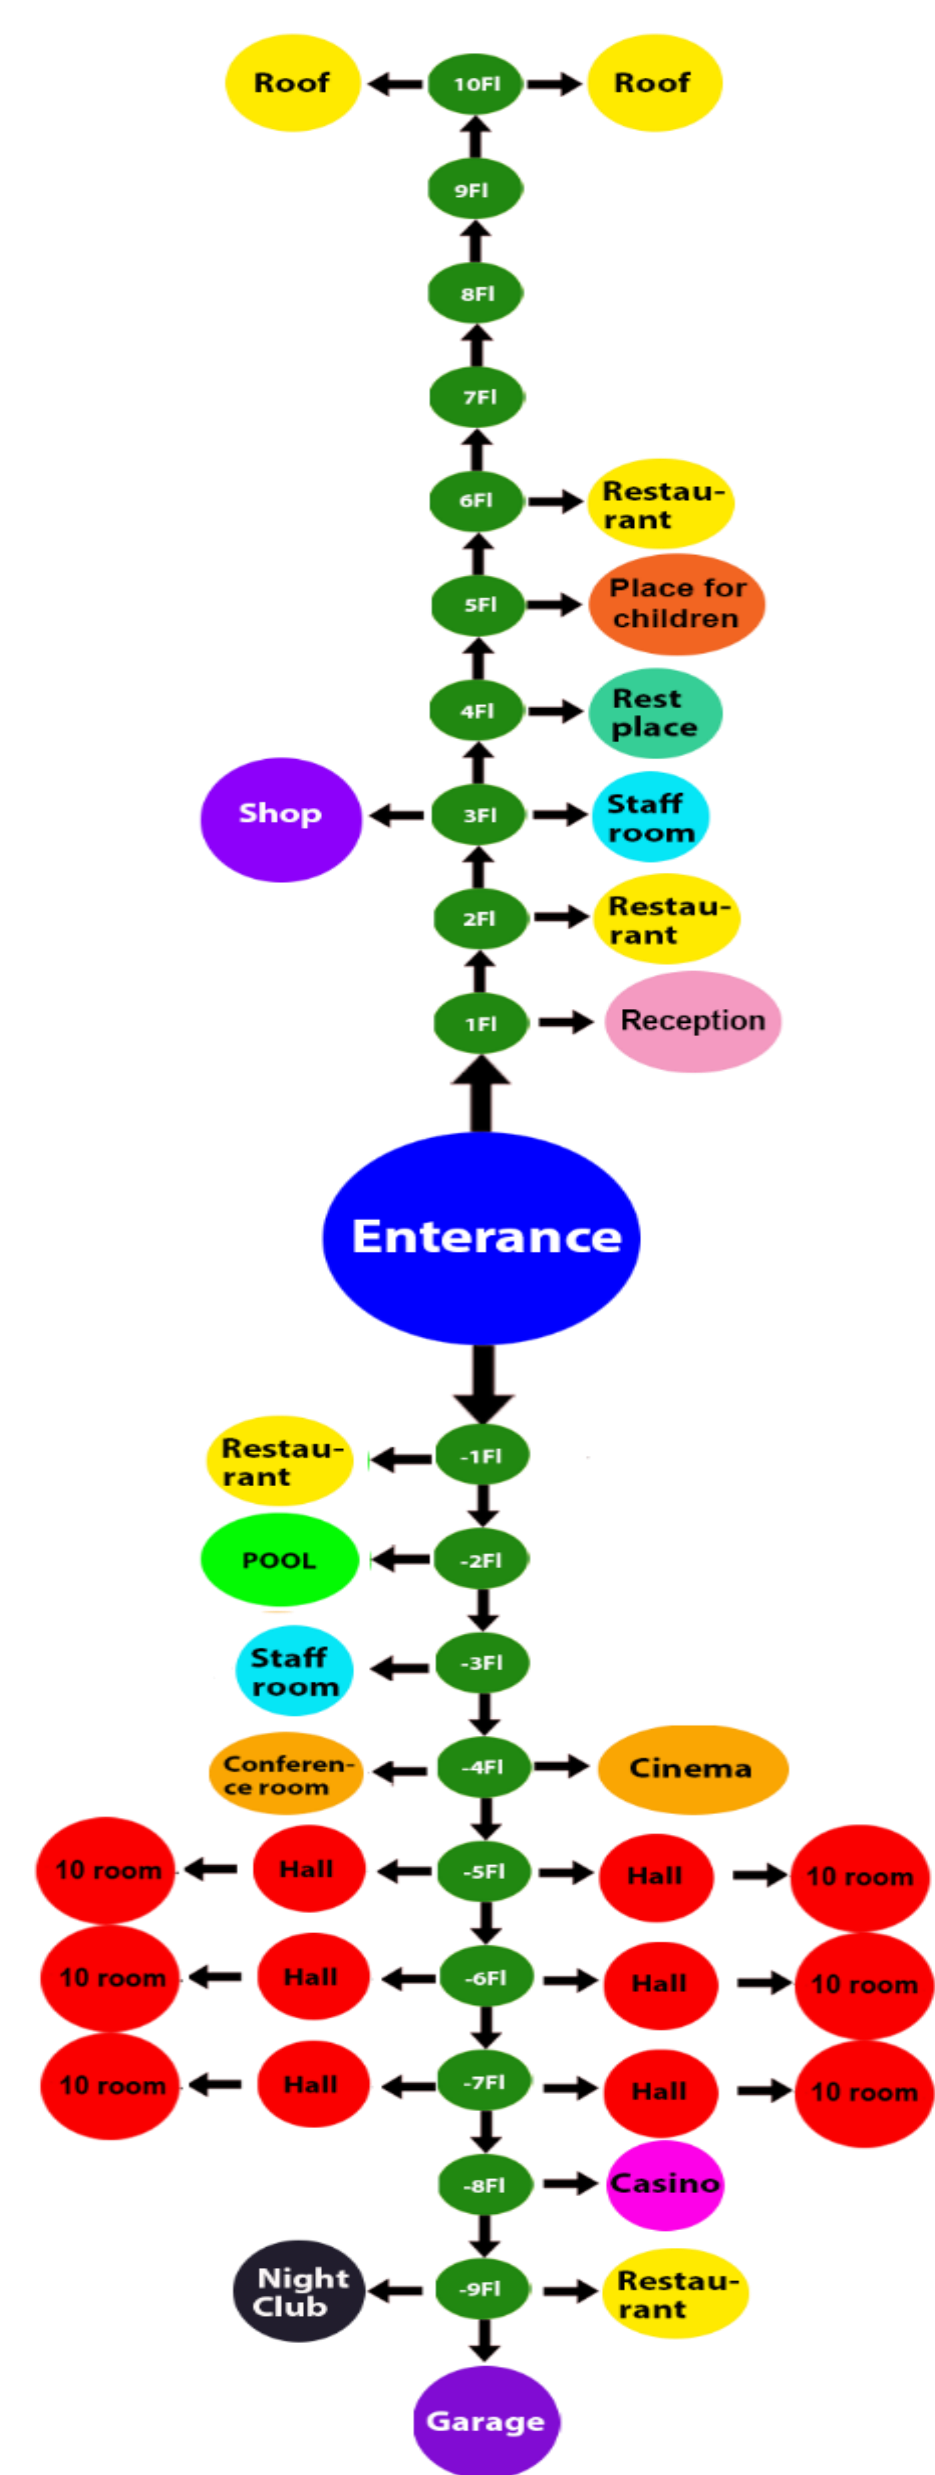 Roof 10Fl Roof
9Fl
8Fl
7Fl
6Fl Restau-
rant
5Fl Place for
children
4Fl Rest
place
Shop 3Fl Staff
room
2Fl Restau-
rant
1Fl Reception
Enterance
Restau-
rant
-1Fl
POOL -2Fl
Staff
room
-3Fl
Conferen-
ce room
-4Fl Cinema
10 room Hall -5Fl Hall 10 room
10 room Hall -6Fl Hall 10 room
10 room Hall -7Fl Hall 10 room
-8Fl Casino
Night
Club
-9Fl Restau-
rant
Garage